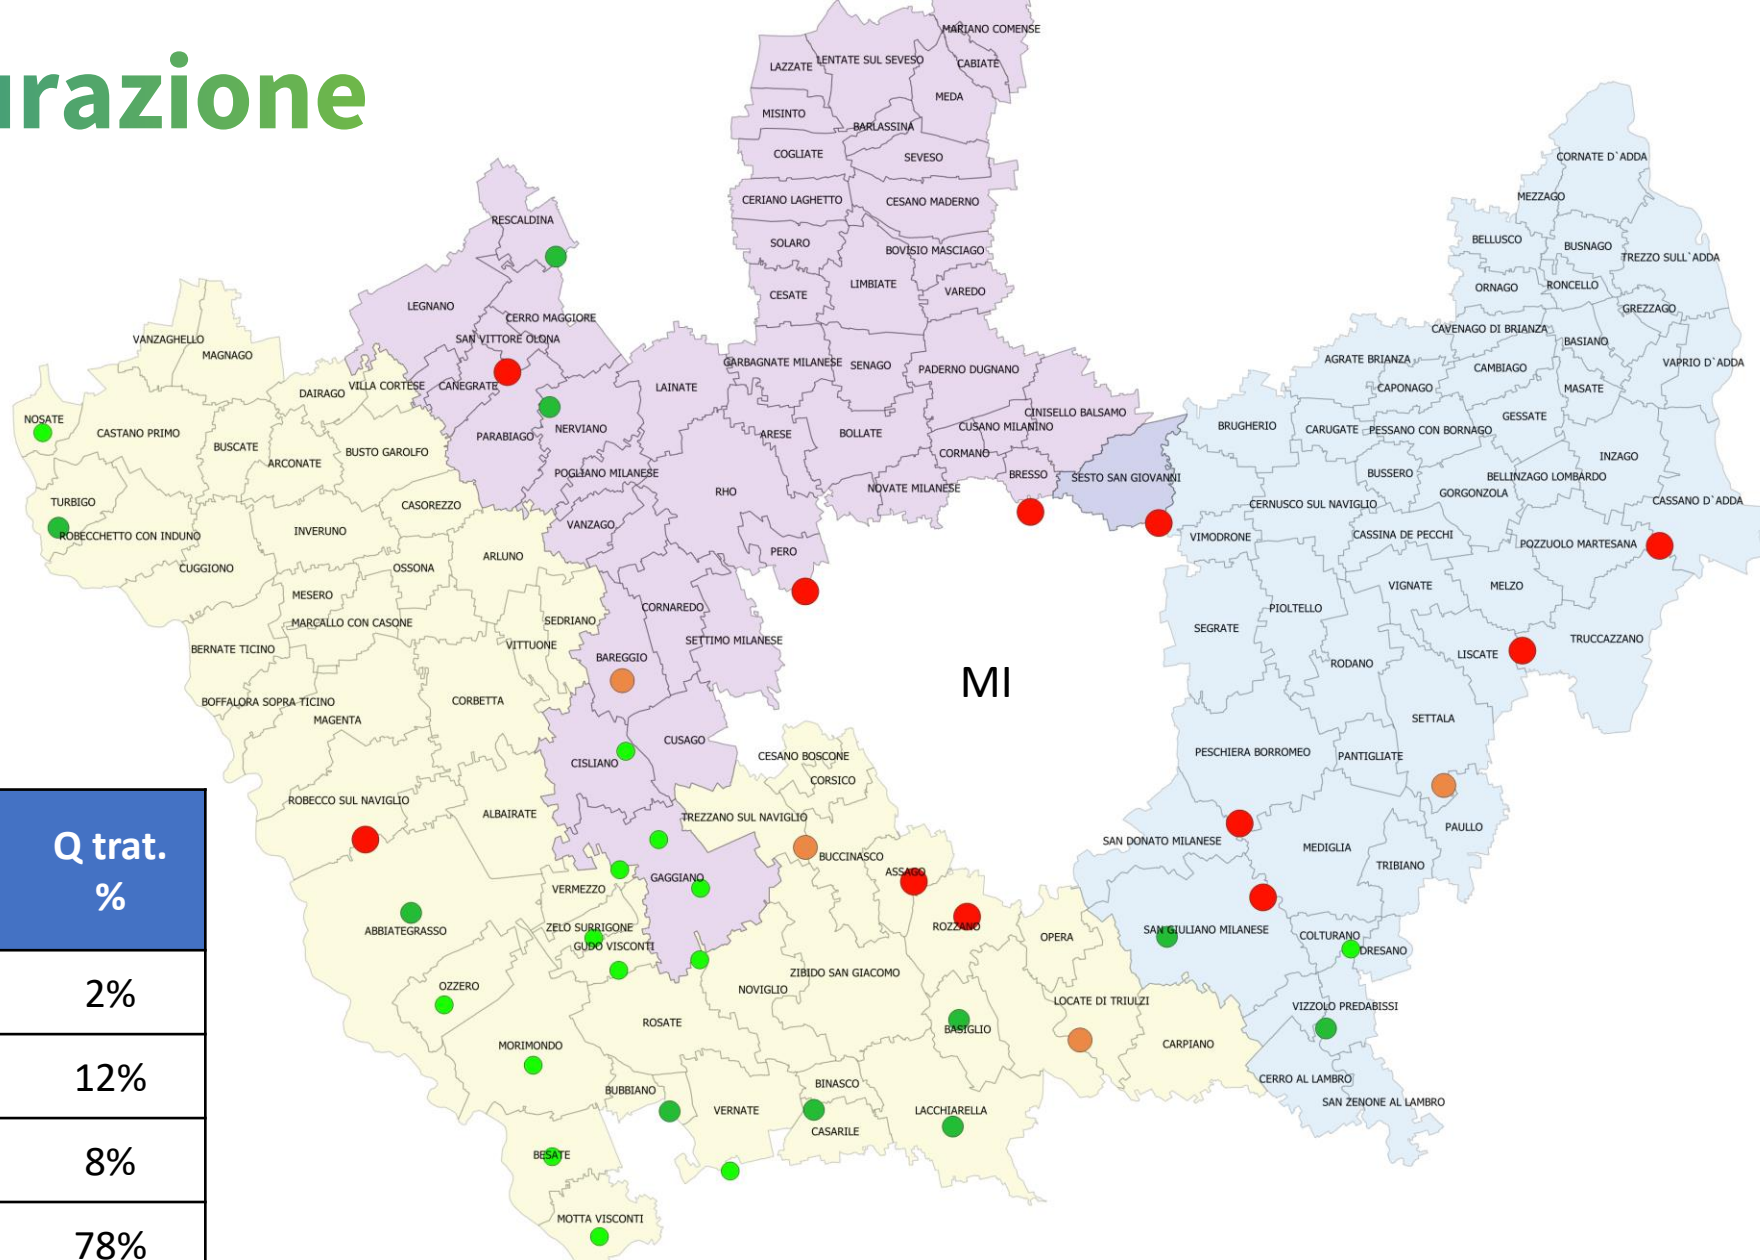 urazione
MARIANO COMENSE
LENTATE SUL SEVESO
LAZZATE
CABIATE
MEDA
MISINTO
BARLASSINA
COGLIATE
SEVESO
CORNATE D`ADDA
CERIANO LAGHETTO
CESANO MADERNO
MEZZAGO
RESCALDINA
SOLARO
BOVISIO MASCIAGO
BELLUSCO
BUSNAGO
TREZZO SULL`ADDA
LIMBIATE
CESATE
VAREDO
ORNAGO
RONCELLO
LEGNANO
CERRO MAGGIORE
GREZZAGO
VANZAGHELLO
SAN VITTORE OLONA
CAVENAGO DI BRIANZA
BASIANO
MAGNAGO
GARBAGNATE MILANESE
SENAGO
PADERNO DUGNANO
AGRATE BRIANZA
CAMBIAGO
VAPRIO D`ADDA
DAIRAGO
VILLA CORTESE
CANEGRATE
LAINATE
CAPONAGO
MASATE
NOSATE
CASTANO PRIMO
PARABIAGO
NERVIANO
ARESE
BOLLATE
CINISELLO BALSAMO
CUSANO MILANINO
BRUGHERIO
CARUGATE
PESSANO CON BORNAGO
GESSATE
BUSCATE
ARCONATE
BUSTO GAROLFO
CORMANO
INZAGO
POGLIANO MILANESE
BRESSO
SESTO SAN GIOVANNI
BUSSERO
BELLINZAGO LOMBARDO
RHO
NOVATE MILANESE
GORGONZOLA
TURBIGO
CASOREZZO
CERNUSCO SUL NAVIGLIO
CASSANO D`ADDA
ROBECCHETTO CON INDUNO
INVERUNO
VANZAGO
VIMODRONE
CASSINA DE PECCHI
POZZUOLO MARTESANA
CUGGIONO
OSSONA
ARLUNO
PERO
VIGNATE
MELZO
MESERO
CORNAREDO
PIOLTELLO
MARCALLO CON CASONE
SEDRIANO
SEGRATE
BERNATE TICINO
VITTUONE
BAREGGIO
SETTIMO MILANESE
MI
RODANO
LISCATE
TRUCCAZZANO
BOFFALORA SOPRA TICINO
MAGENTA
CORBETTA
SETTALA
CISLIANO
CUSAGO
CESANO BOSCONE
PESCHIERA BORROMEO
PANTIGLIATE
CORSICO
ROBECCO SUL NAVIGLIO
ALBAIRATE
TREZZANO SUL NAVIGLIO
PAULLO
BUCCINASCO
SAN DONATO MILANESE
MEDIGLIA
TRIBIANO
Q trat.
%
VERMEZZO
GAGGIANO
ASSAGO
ABBIATEGRASSO
ZELO SURRIGONE
GUDO VISCONTI
ROZZANO
OPERA
SAN GIULIANO MILANESE
COLTURANO
DRESANO
2%
OZZERO
NOVIGLIO
ZIBIDO SAN GIACOMO
LOCATE DI TRIULZI
VIZZOLO PREDABISSI
ROSATE
BASIGLIO
MORIMONDO
CARPIANO
12%
BUBBIANO
VERNATE
BINASCO
CASARILE
LACCHIARELLA
CERRO AL LAMBRO
SAN ZENONE AL LAMBRO
8%
BESATE
MOTTA VISCONTI
78%